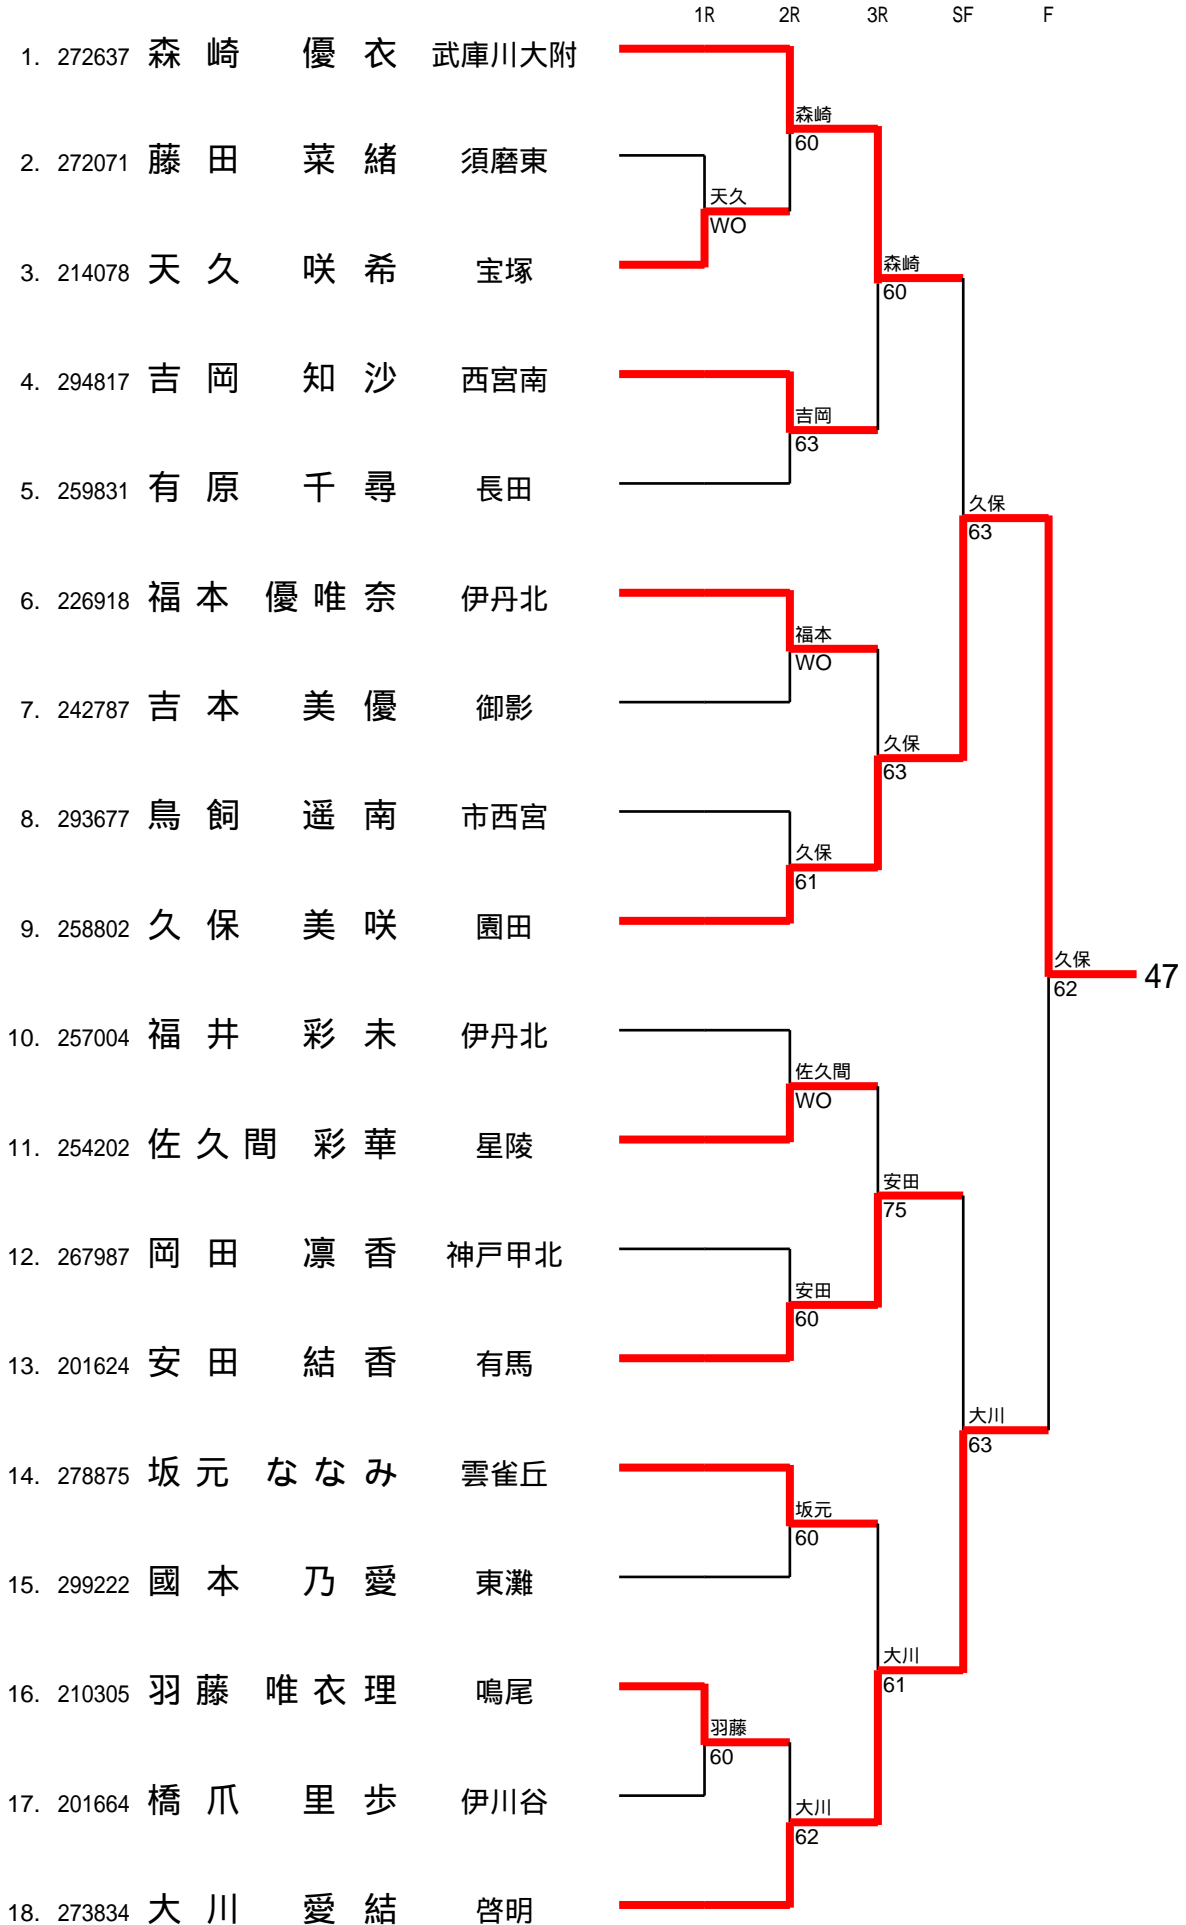 1R 2R 3R SF F
1. 272637 森崎 優衣 武庫川大附
森崎
60
2. 272071 藤田 菜緒 須磨東
天久
WO
3. 214078 天久 咲希 宝塚
森崎
60
4. 294817 吉岡 知沙 西宮南
吉岡
63
5. 259831 有原 千尋 長田
久保
63
6. 226918 福本 優唯奈 伊丹北
福本
WO
7. 242787 吉本 美優 御影
久保
63
8. 293677 鳥飼 遥南 市西宮
久保
61
9. 258802 久保 美咲 園田
久保
62
47
10. 257004 福井 彩未 伊丹北
佐久間
WO
11. 254202 佐久間 彩華 星陵
安田
75
12. 267987 岡田 凛香 神戸甲北
安田
60
13. 201624 安田 結香 有馬
大川
63
14. 278875 坂元 ななみ 雲雀丘
坂元
60
15. 299222 國本 乃愛 東灘
大川
61
16. 210305 羽藤 唯衣理 鳴尾
羽藤
60
17. 201664 橋爪 里歩 伊川谷
大川
62
18. 273834 大川 愛結 啓明